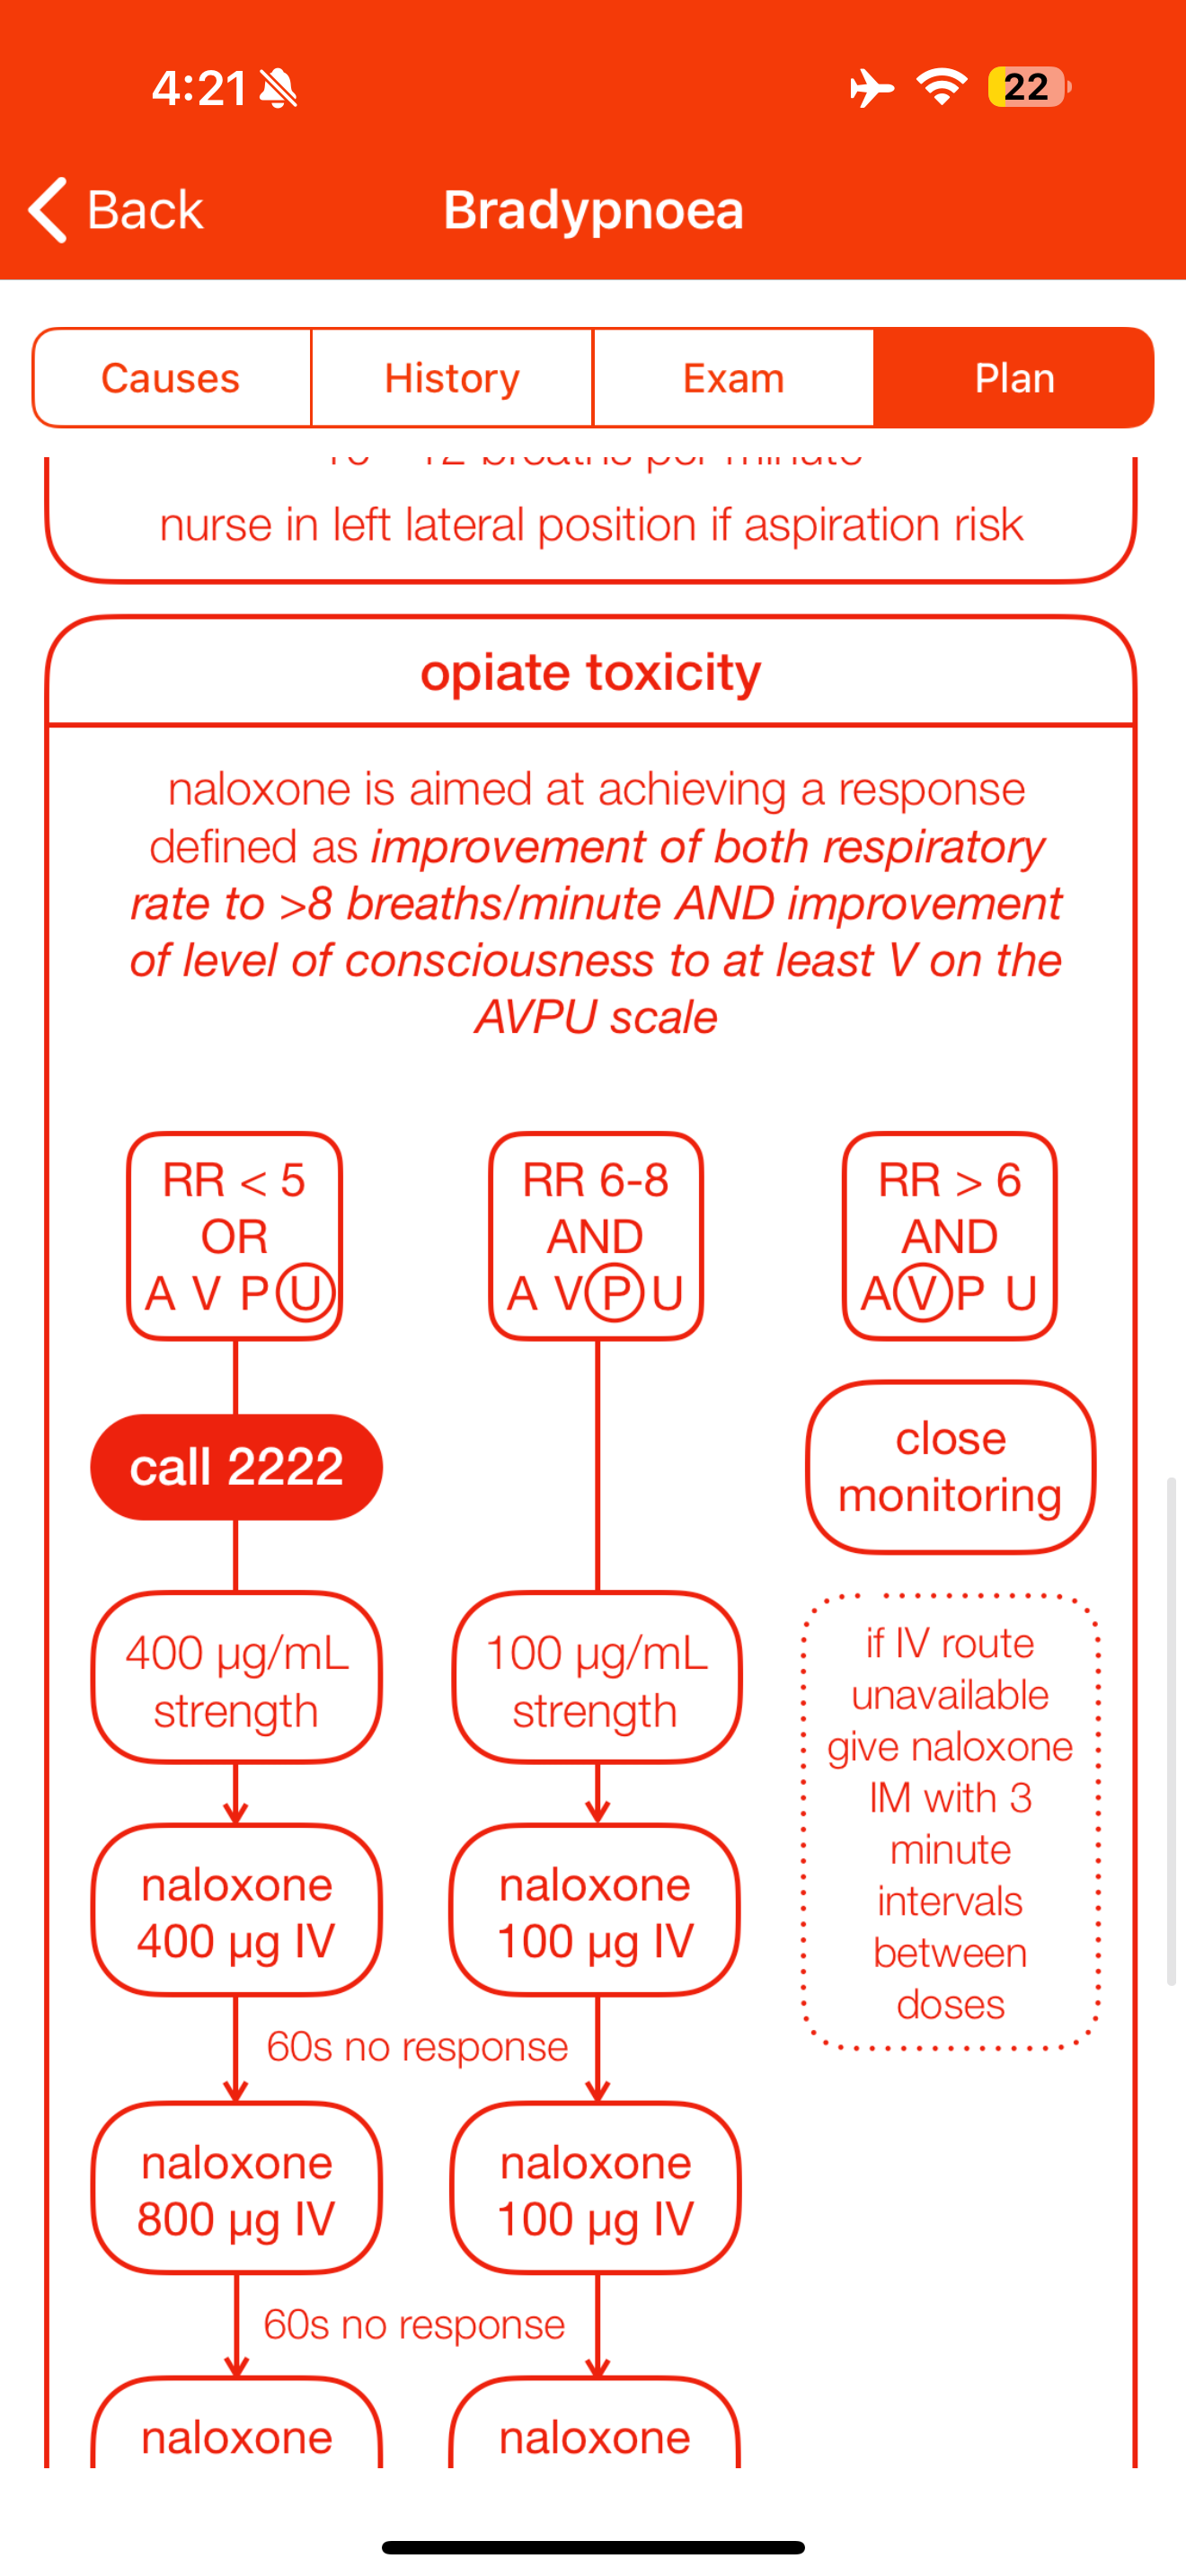 4:21
22
Back
Bradypnoea
Causes
History
Exam
Plan
breaths per minute
nurse in left lateral position if aspiration risk
opiate toxicity
naloxone is aimed at achieving a response
defined as improvement of both respiratory
rate to >8 breaths/minute AND improvement
of level of consciousness to at least V on the
AVPU scale
RR < 5
OR
A V P U
RR 6-8
AND
A V P U
RR > 6
AND
A V P U
call 2222
close
monitoring
400 µg/mL
strength
100 µg/mL
strength
if IV route
unavailable
give naloxone
IM with 3
minute
intervals
between
doses
naloxone
400 µg IV
naloxone
100 µg IV
60s no response
naloxone
800 µg IV
naloxone
100 µg IV
60s no response
naloxone
naloxone